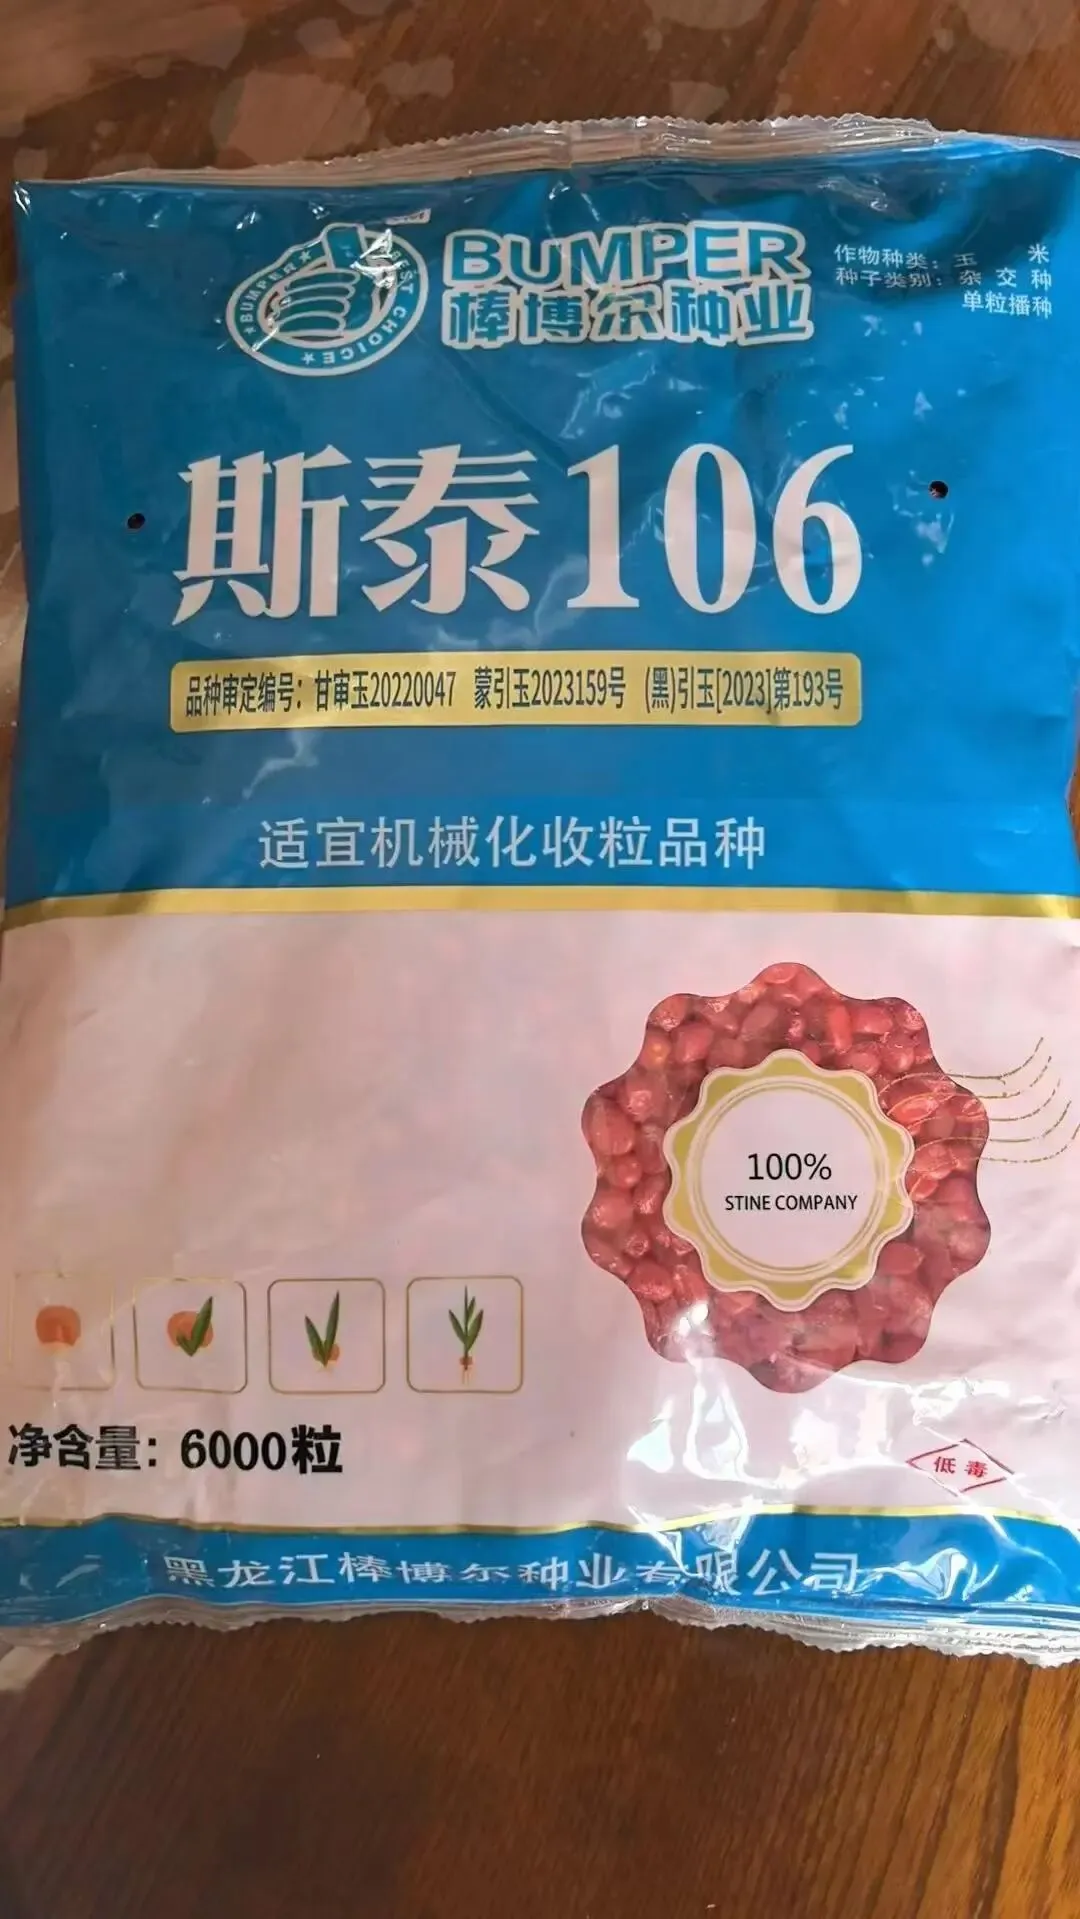 BUMPER ★ BEST CHOICE ★
BUMPER
棒博尔种业
作物种类：玉 米
种子类别：杂 交 种
单粒播种
斯泰106
品种审定编号：甘审玉20220047 蒙引玉2023159号 (黑)引玉[2023]第193号
适宜机械化收粒品种
100%
STINE COMPANY
净含量：6000粒
低毒
黑龙江棒博尔种业有限公司